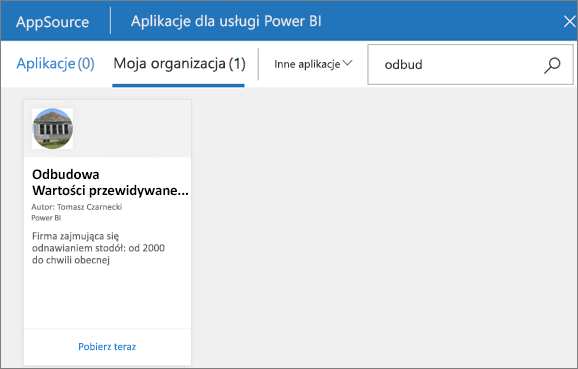 AppSource Aplikacje dla usługi Power BI
Aplikacje (0) Moja organizacja (1) Inne aplikacje odbud
Odbudowa
Wartości przewidywane...
Autor: Tomasz Czarnecki
Power BI
Firma zajmująca się
odnawianiem stodół: od 2000
do chwili obecnej
Pobierz teraz